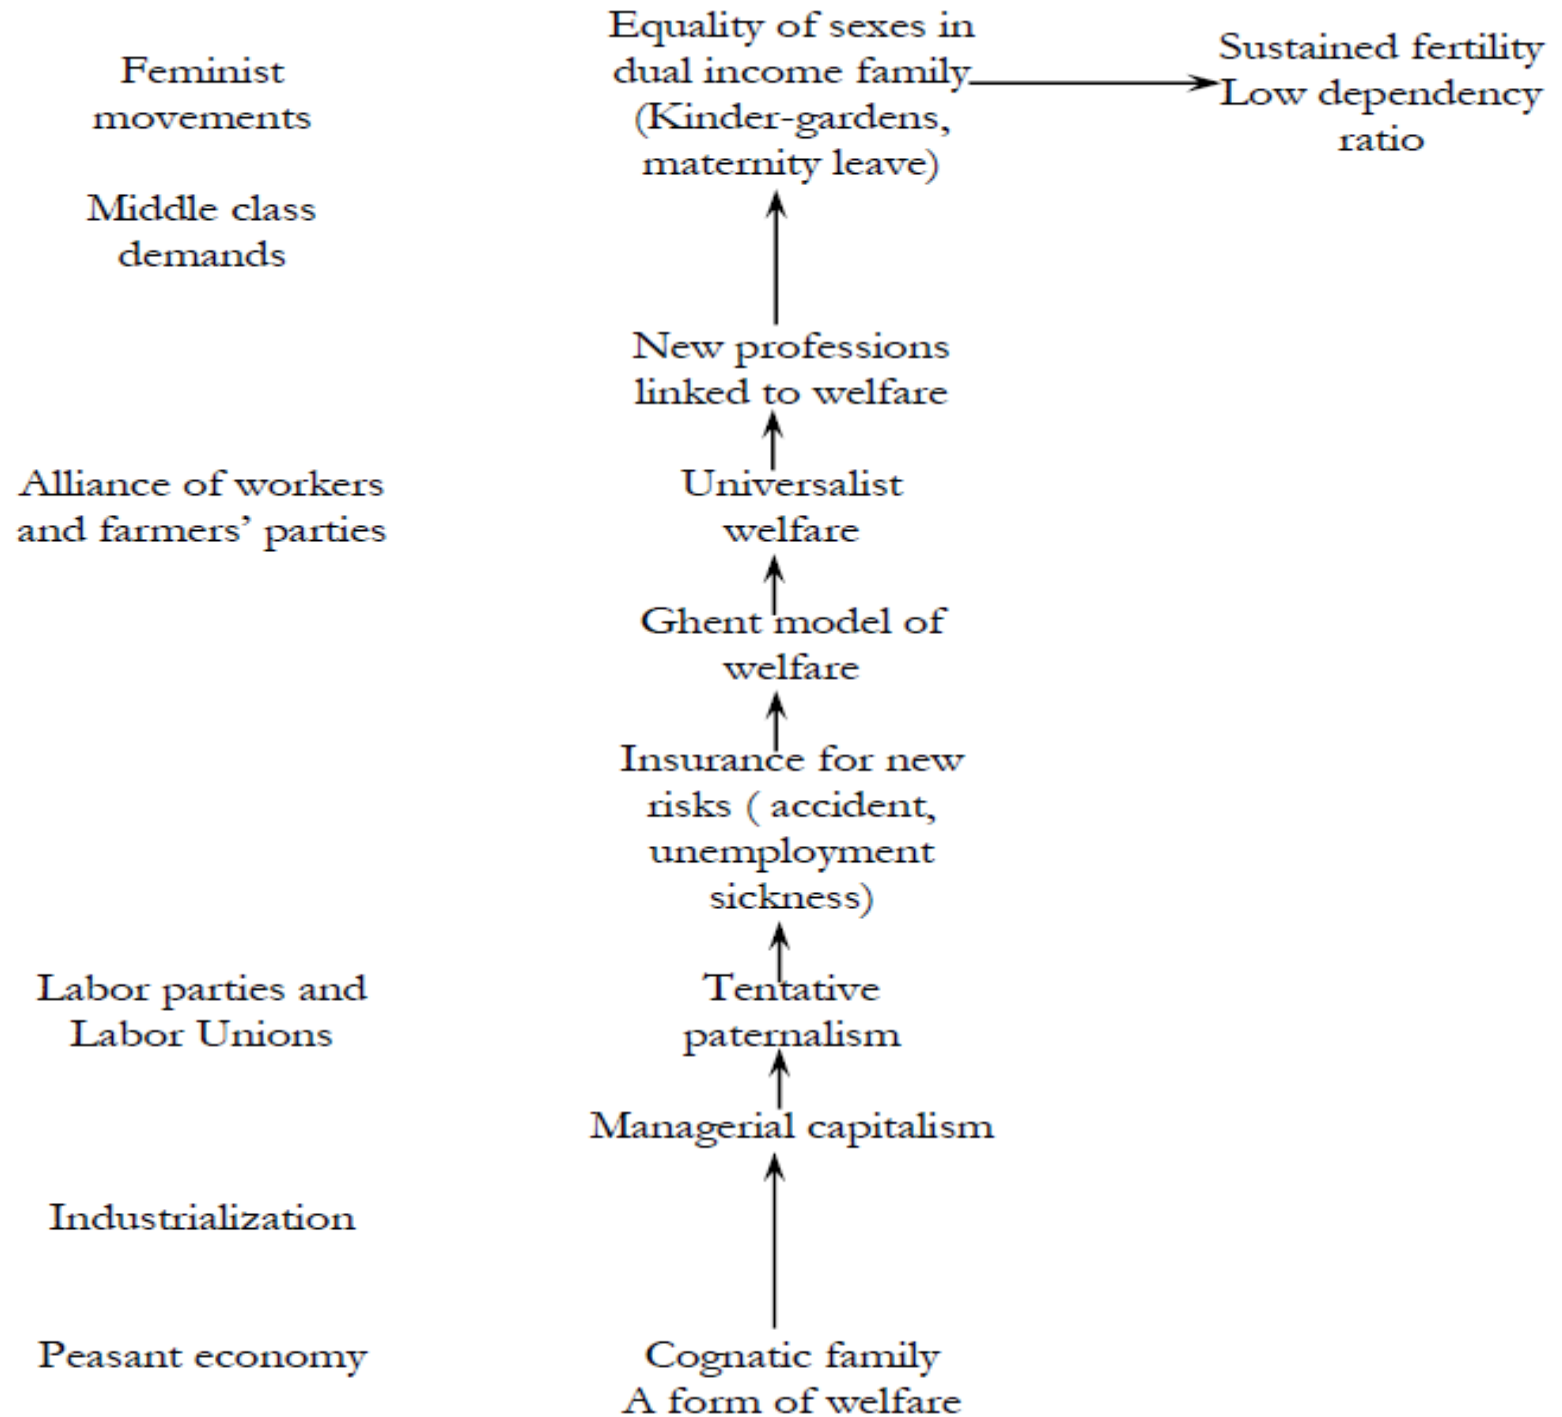 Feminist
movements
Equality of sexes in
dual income family
(Kinder-gardens,
maternity leave)
Sustained fertility
Low dependency
ratio
Middle class
demands
New professions
linked to welfare
Alliance of workers
and farmers’ parties
Universalist
welfare
Ghent model of
welfare
Insurance for new
risks ( accident,
unemployment
sickness)
Labor parties and
Labor Unions
Tentative
paternalism
Managerial capitalism
Industrialization
Peasant economy
Cognatic family
A form of welfare